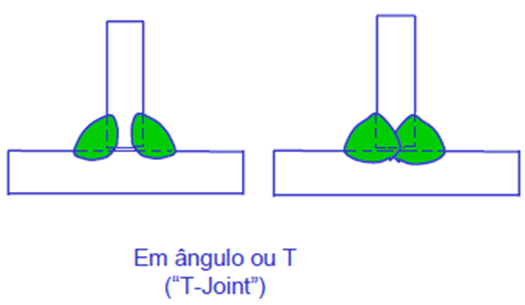 Em ângulo ou T
(“T-Joint”)